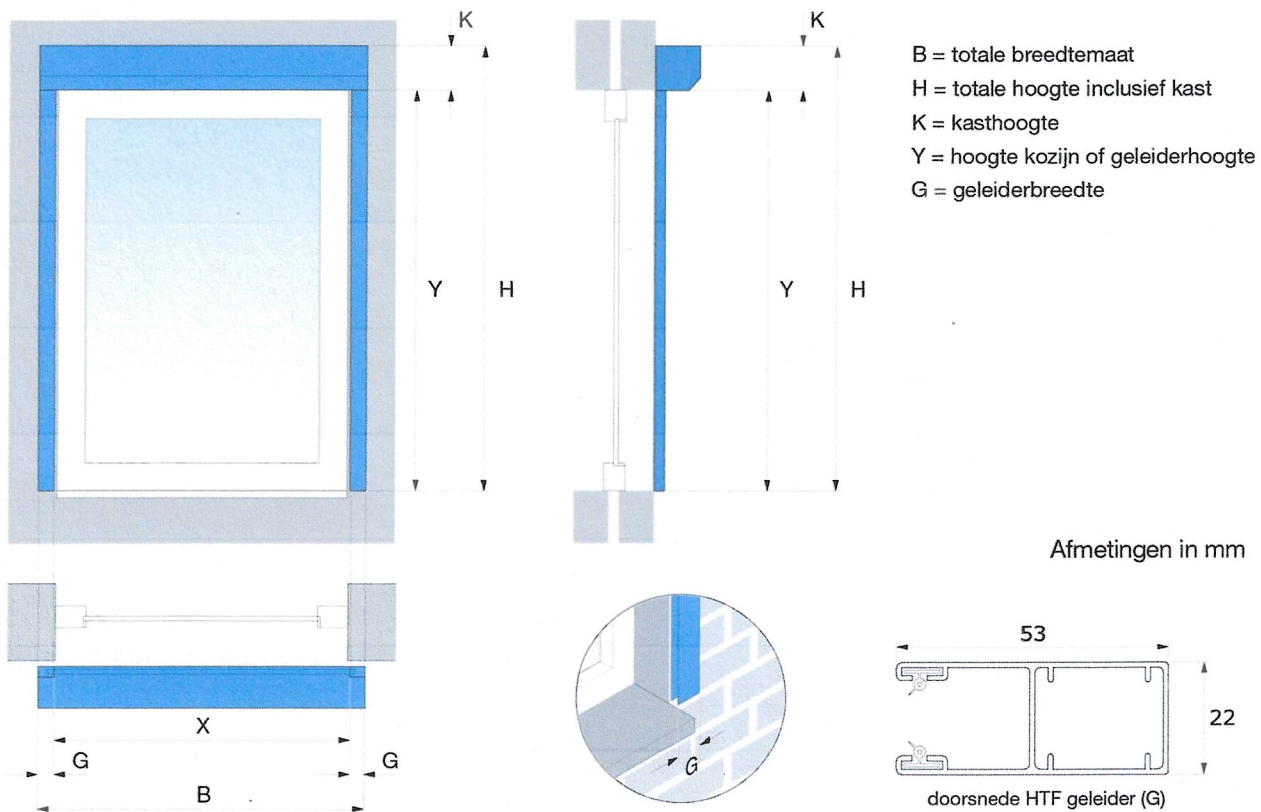 K
K
B = totale breedtemaat
H = totale hoogte inclusief kast
K = kasthoogte
Y = hoogte kozijn of geleiderhoogte
G = geleiderbreedte
Y
H
Y
H
Afmetingen in mm
53
22
X
G
G
B
G
doorsnede HTF geleider (G)